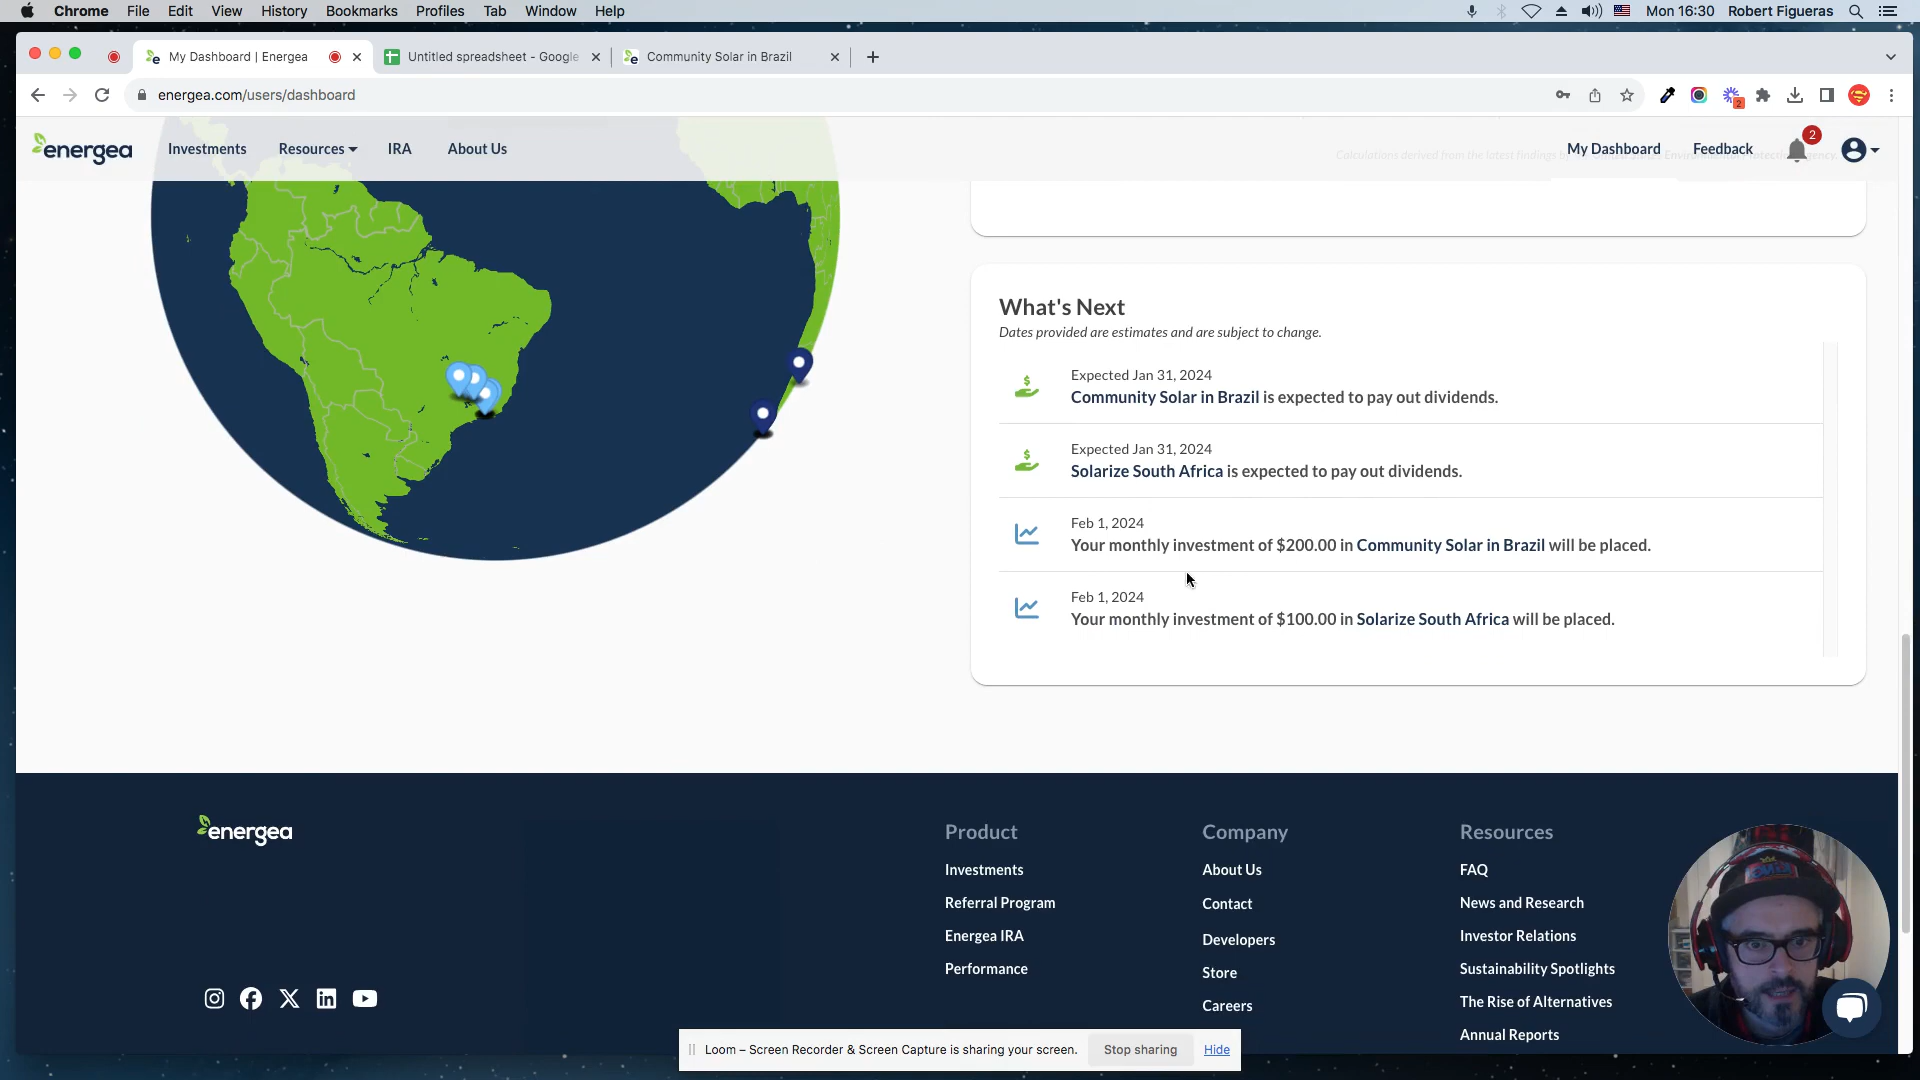 Chrome File Edit View History Bookmarks Profiles Tab Window Help
Mon 16:30 Robert Figueras
My Dashboard | Energea
Untitled spreadsheet - Google
Community Solar in Brazil
energea.com/users/dashboard
2
energea
Investments
Resources
IRA
About Us
My Dashboard
Feedback
2
Calculations derived from the latest findings by
What's Next
Dates provided are estimates and are subject to change.
Expected Jan 31, 2024
Community Solar in Brazil is expected to pay out dividends.
Expected Jan 31, 2024
Solarize South Africa is expected to pay out dividends.
Feb 1, 2024
Your monthly investment of $200.00 in Community Solar in Brazil will be placed.
Feb 1, 2024
Your monthly investment of $100.00 in Solarize South Africa will be placed.
energea
Product
Investments
Referral Program
Energea IRA
Performance
Company
About Us
Contact
Developers
Store
Careers
Resources
FAQ
News and Research
Investor Relations
Sustainability Spotlights
The Rise of Alternatives
Annual Reports
Loom – Screen Recorder & Screen Capture is sharing your screen.
Stop sharing
Hide